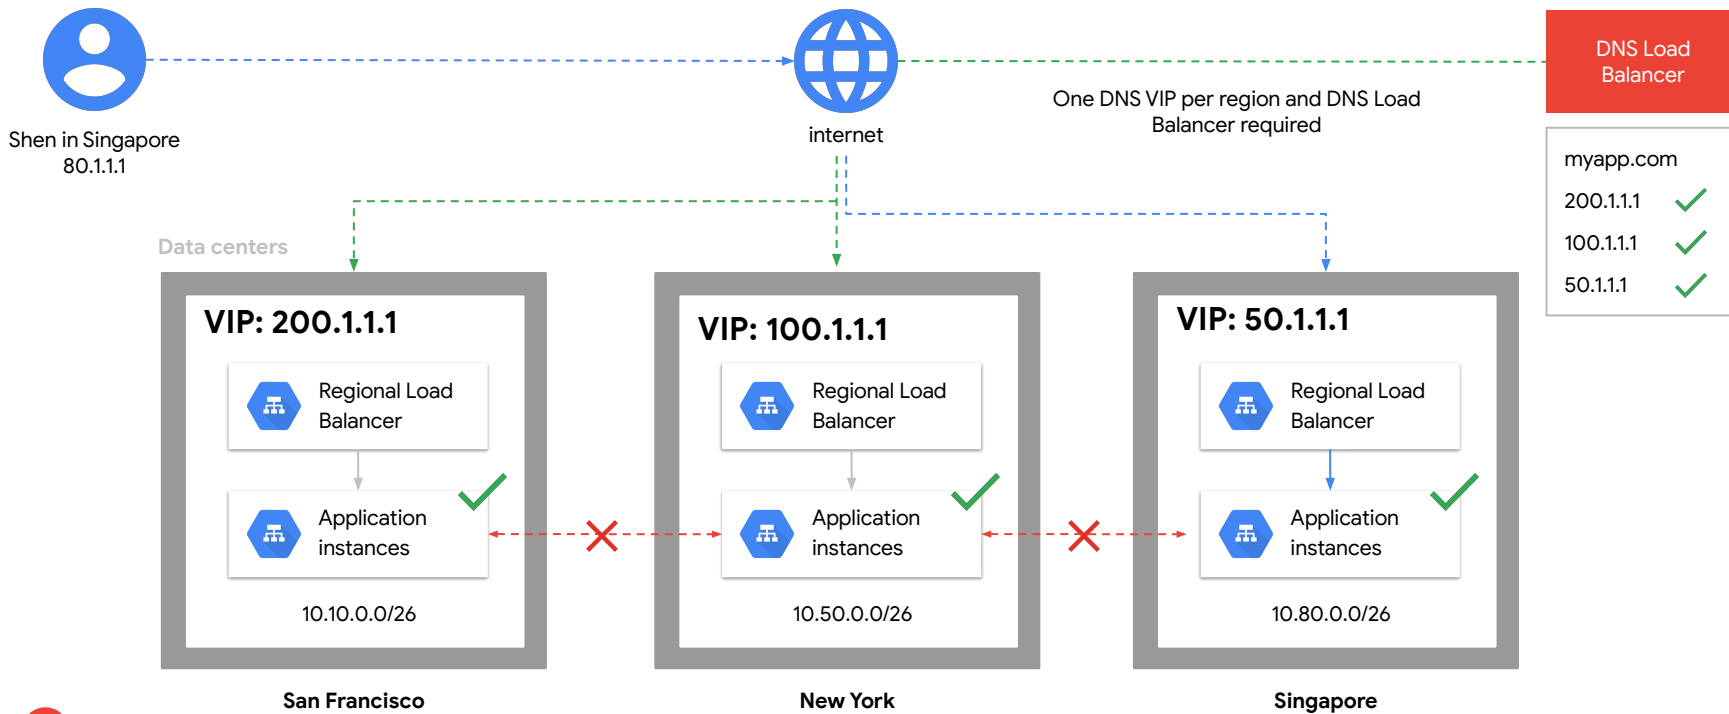 DNS Load
Balancer
One DNS VIP per region and DNS Load
Balancer required
internet
Shen in Singapore
80.1.1.1
myapp.com
200.1.1.1
100.1.1.1
50.1.1.1
Data centers
VIP: 200.1.1.1
Regional Load
Balancer
Application
instances
10.10.0.0/26
San Francisco
VIP: 100.1.1.1
Regional Load
Balancer
Application
instances
10.50.0.0/26
New York
VIP: 50.1.1.1
Regional Load
Balancer
Application
instances
10.80.0.0/26
Singapore